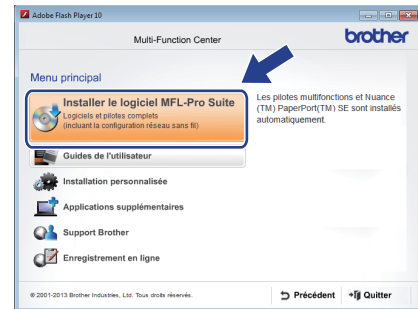 Adobe Flash Player 10
Multi-Function Center
brother
Menu principal
Installer le logiciel MFL-Pro Suite
Logiciels et pilotes complets
(incluant la configuration réseau sans fil)
Les pilotes multifonctions et Nuance
(TM) PaperPort(TM) SE sont installés
automatiquement.
Guides de l'utilisateur
Installation personnalisée
Applications supplémentaires
Support Brother
Enregistrement en ligne
© 2001-2013 Brother Industries, Ltd. Tous droits réservés.
Précédent
Quitter